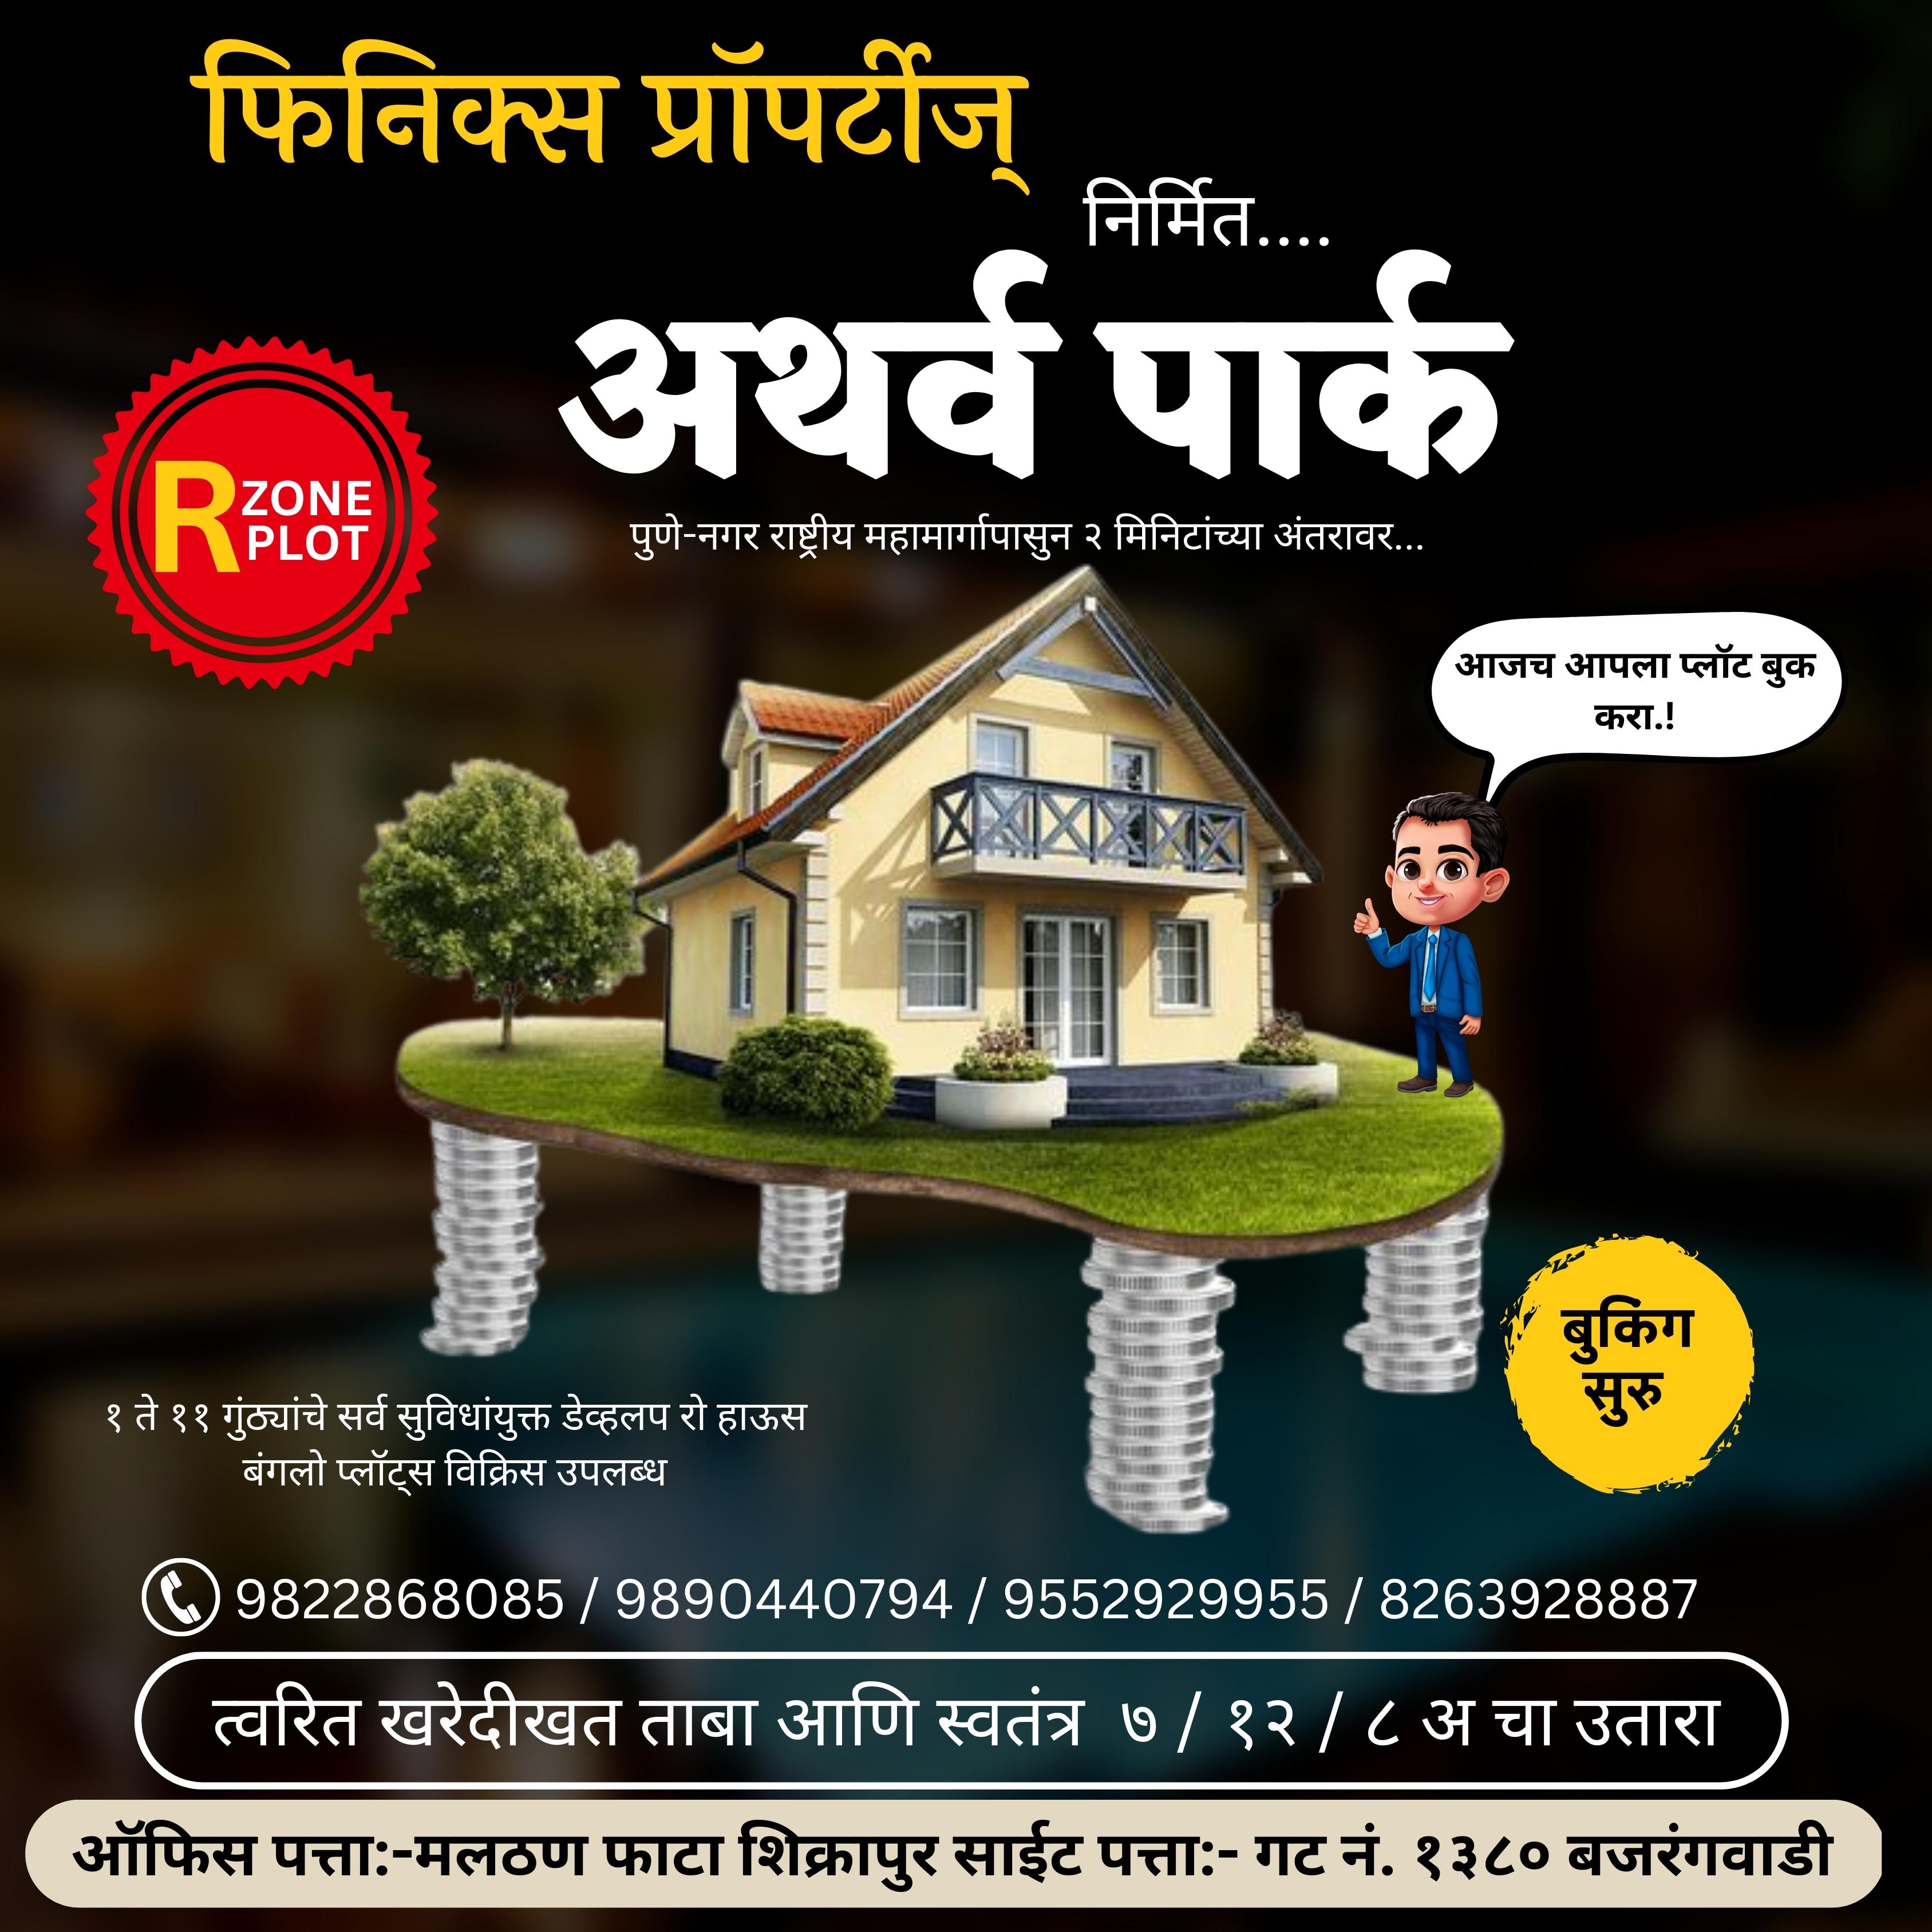 फिनिक्स प्रॉपर्टीज्
निर्मित....
अथर्व पार्क
R ZONE
PLOT
पुणे-नगर राष्ट्रीय महामार्गापासुन २ मिनिटांच्या अंतरावर...
आजच आपला प्लॉट बुक
करा.!
बुकिंग
सुरु
१ ते ११ गुंठ्यांचे सर्व सुविधांयुक्त डेव्हलप रो हाऊस
बंगलो प्लॉट्स विक्रिस उपलब्ध
9822868085 / 9890440794 / 9552929955 / 8263928887
त्वरित खरेदीखत ताबा आणि स्वतंत्र ७ / १२ / ८ अ चा उतारा
ऑफिस पत्ता:-मलठण फाटा शिक्रापुर साईट पत्ता:- गट नं. १३८० बजरंगवाडी